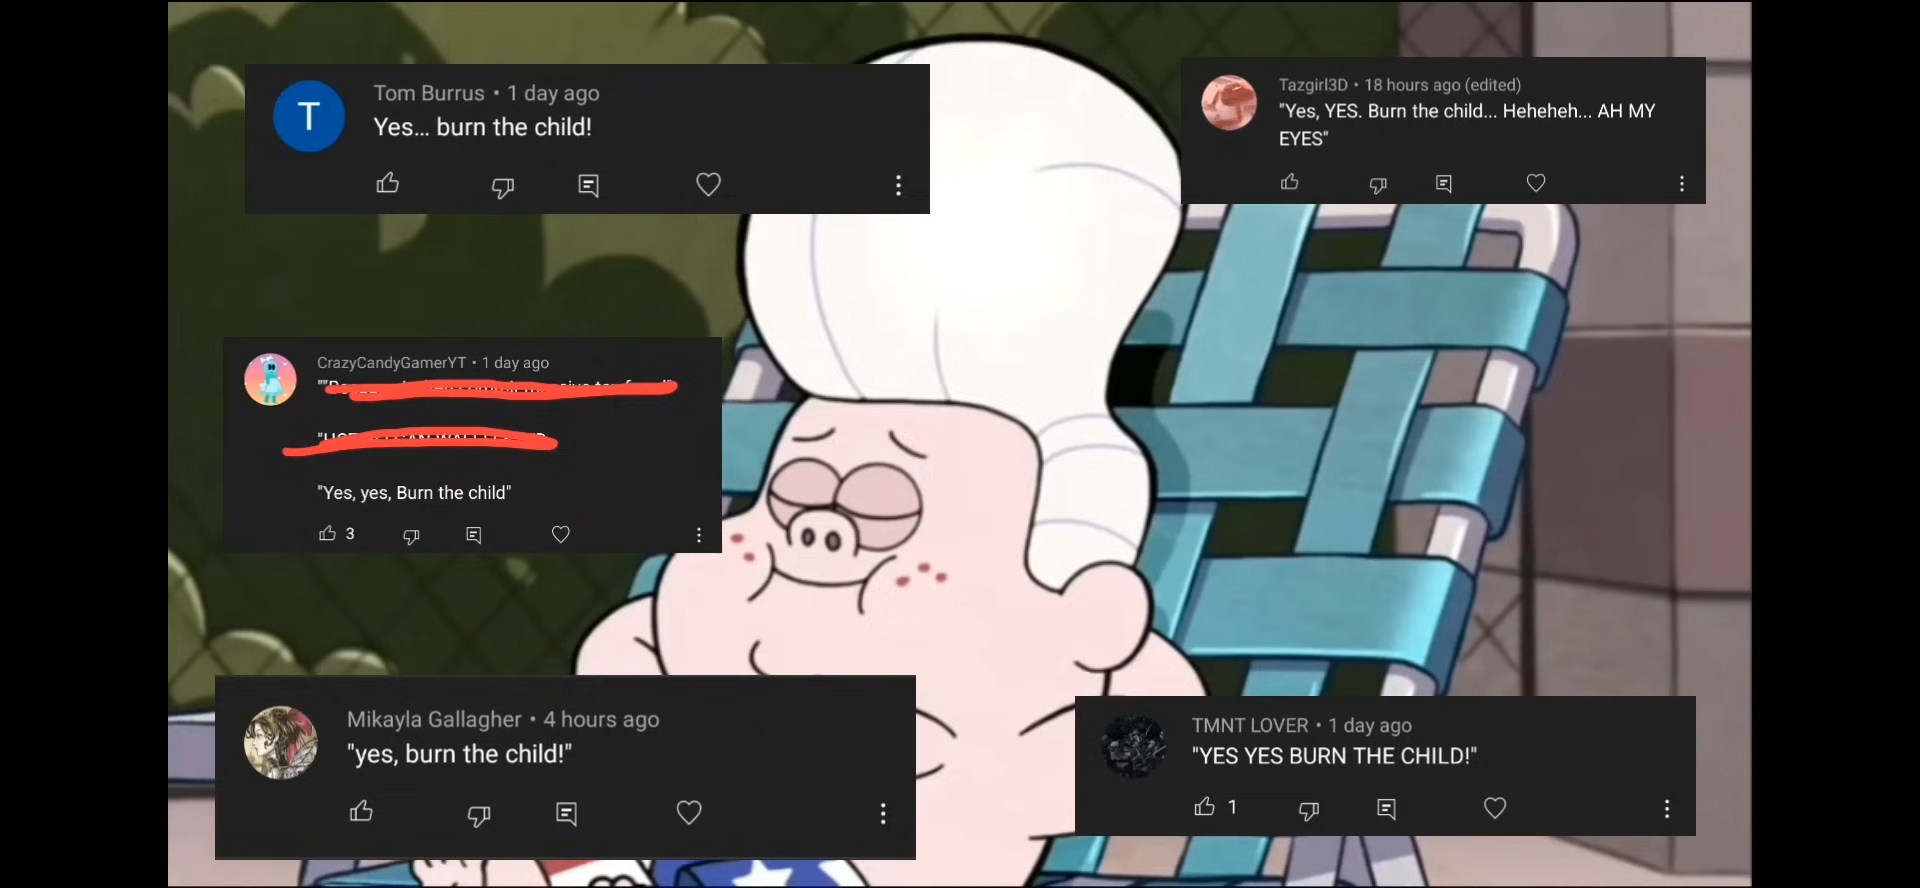 T
Tom Burrus • 1 day ago
Yes... burn the child!
Tazgirl3D • 18 hours ago (edited)
"Yes, YES. Burn the child... Heheheh... AH MY
EYES"
CrazyCandyGamerYT • 1 day ago
"Yes, yes, Burn the child"
3
Mikayla Gallagher • 4 hours ago
"yes, burn the child!"
TMNT LOVER • 1 day ago
"YES YES BURN THE CHILD!"
1